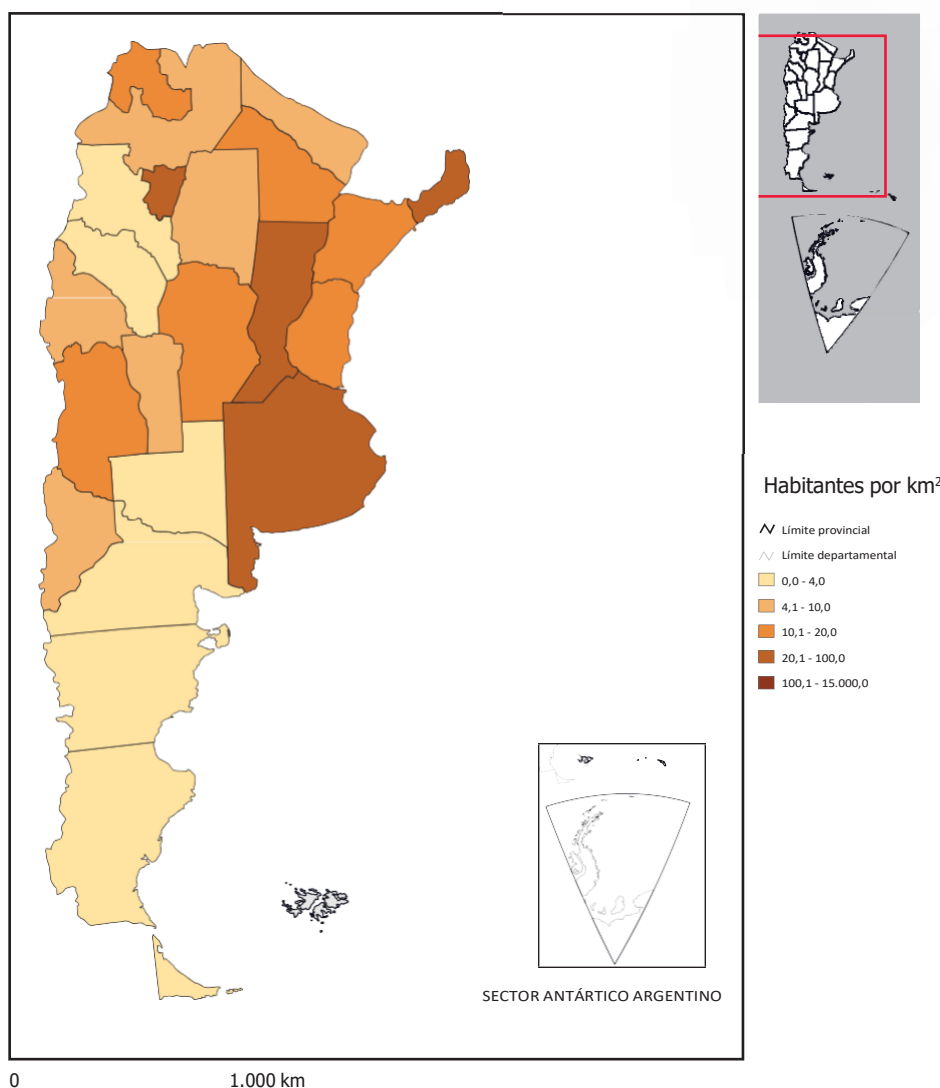 Habitantes por km²
Límite provincial
Límite departamental
0,0 - 4,0
4,1 - 10,0
10,1 - 20,0
20,1 - 100,0
100,1 - 15.000,0
SECTOR ANTÁRTICO ARGENTINO
0 1.000 km